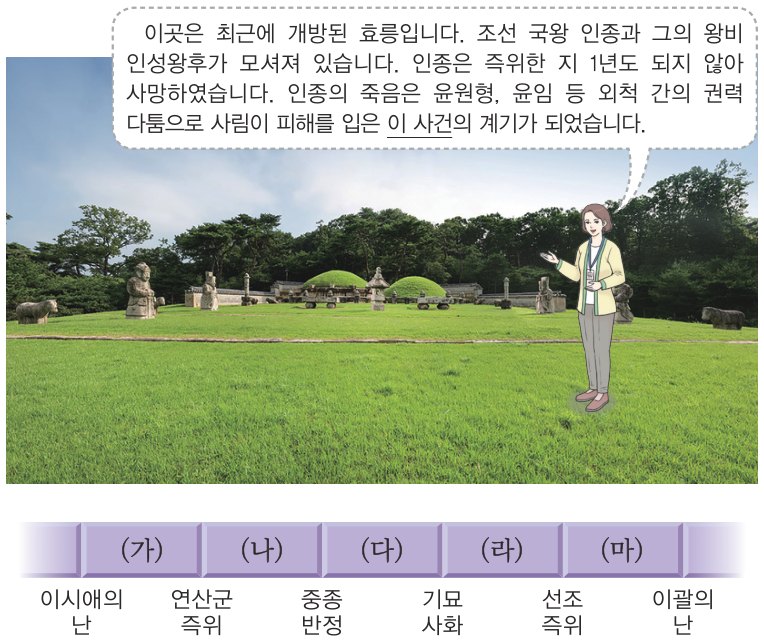 이곳은 최근에 개방된 효릉입니다. 조선 국왕 인종과 그의 왕비
인성왕후가 모셔져 있습니다. 인종은 즉위한 지 1년도 되지 않아
사망하였습니다. 인종의 죽음은 윤원형, 윤임 등 외척 간의 권력
다툼으로 사림이 피해를 입은 이 사건의 계기가 되었습니다.
(가) (나) (다) (라) (마)
이시애의 연산군 중종 기묘 선조 이괄의
난 즉위 반정 사화 즉위 난